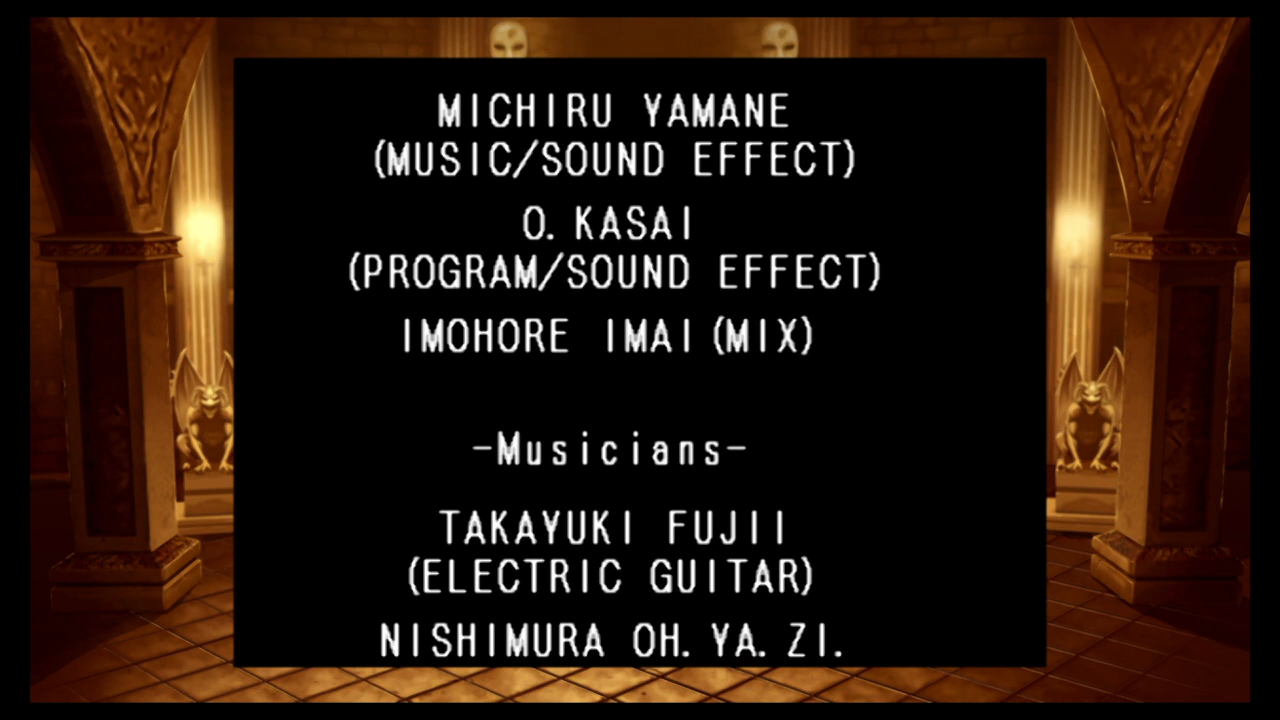 MICHIRU YAMANE
(MUSIC/SOUND EFFECT)
O. KASAI
(PROGRAM/SOUND EFFECT)
IMOHORE IMAI (MIX)
-Musicians-
TAKAYUKI FUJII
(ELECTRIC GUITAR)
NISHIMURA OH. YA. ZI.